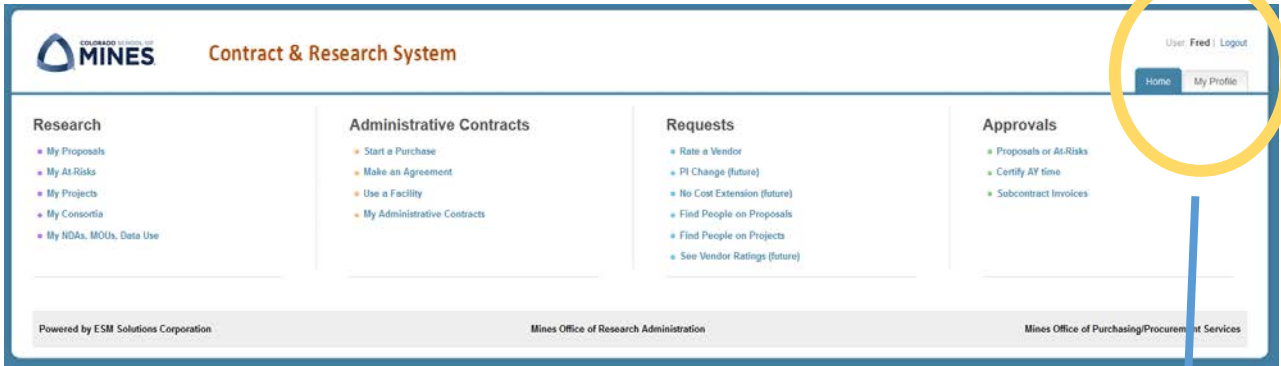 COLORADO SCHOOL OF
MINES
Contract & Research System
User: Fred | Logout
Home
My Profile
Research
My Proposals
My At-Risks
My Projects
My Consortia
My NDAs, MOUs, Data Use
Administrative Contracts
Start a Purchase
Make an Agreement
Use a Facility
My Administrative Contracts
Requests
Rate a Vendor
PI Change (future)
No Cost Extension (future)
Find People on Proposals
Find People on Projects
See Vendor Ratings (future)
Approvals
Proposals or At-Risks
Certify AY time
Subcontract Invoices
Powered by ESM Solutions Corporation
Mines Office of Research Administration
Mines Office of Purchasing/Procurement Services